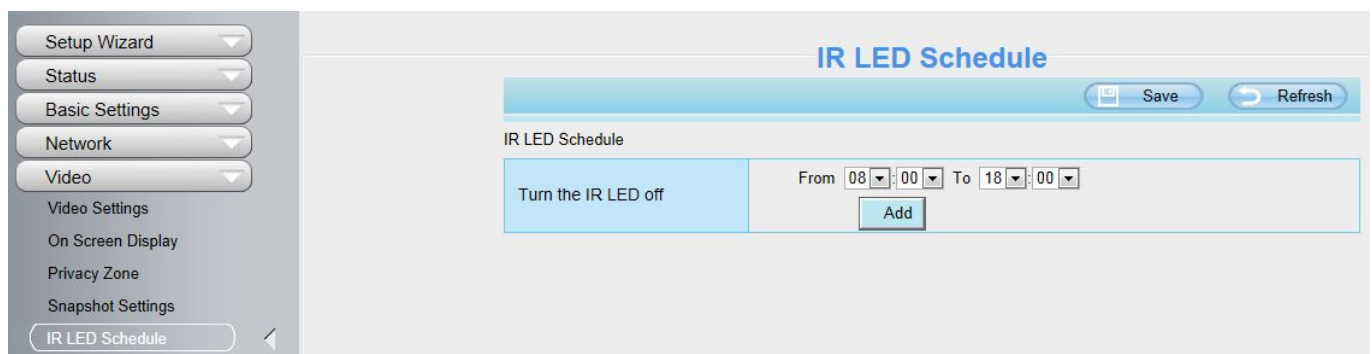 Setup Wizard
Status
Basic Settings
Network
Video
Video Settings
On Screen Display
Privacy Zone
Snapshot Settings
IR LED Schedule
IR LED Schedule
Save Refresh
IR LED Schedule
Turn the IR LED off
From 08 : 00 To 18 : 00
Add